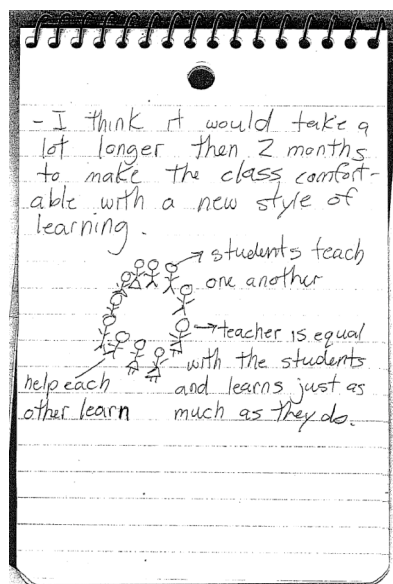 - I think it would take a
lot longer then 2 months
to make the class comfort-
able with a new style of
learning.
students teach
one another
teacher is equal
with the students
and learns just as
much as they do.
help each
other learn